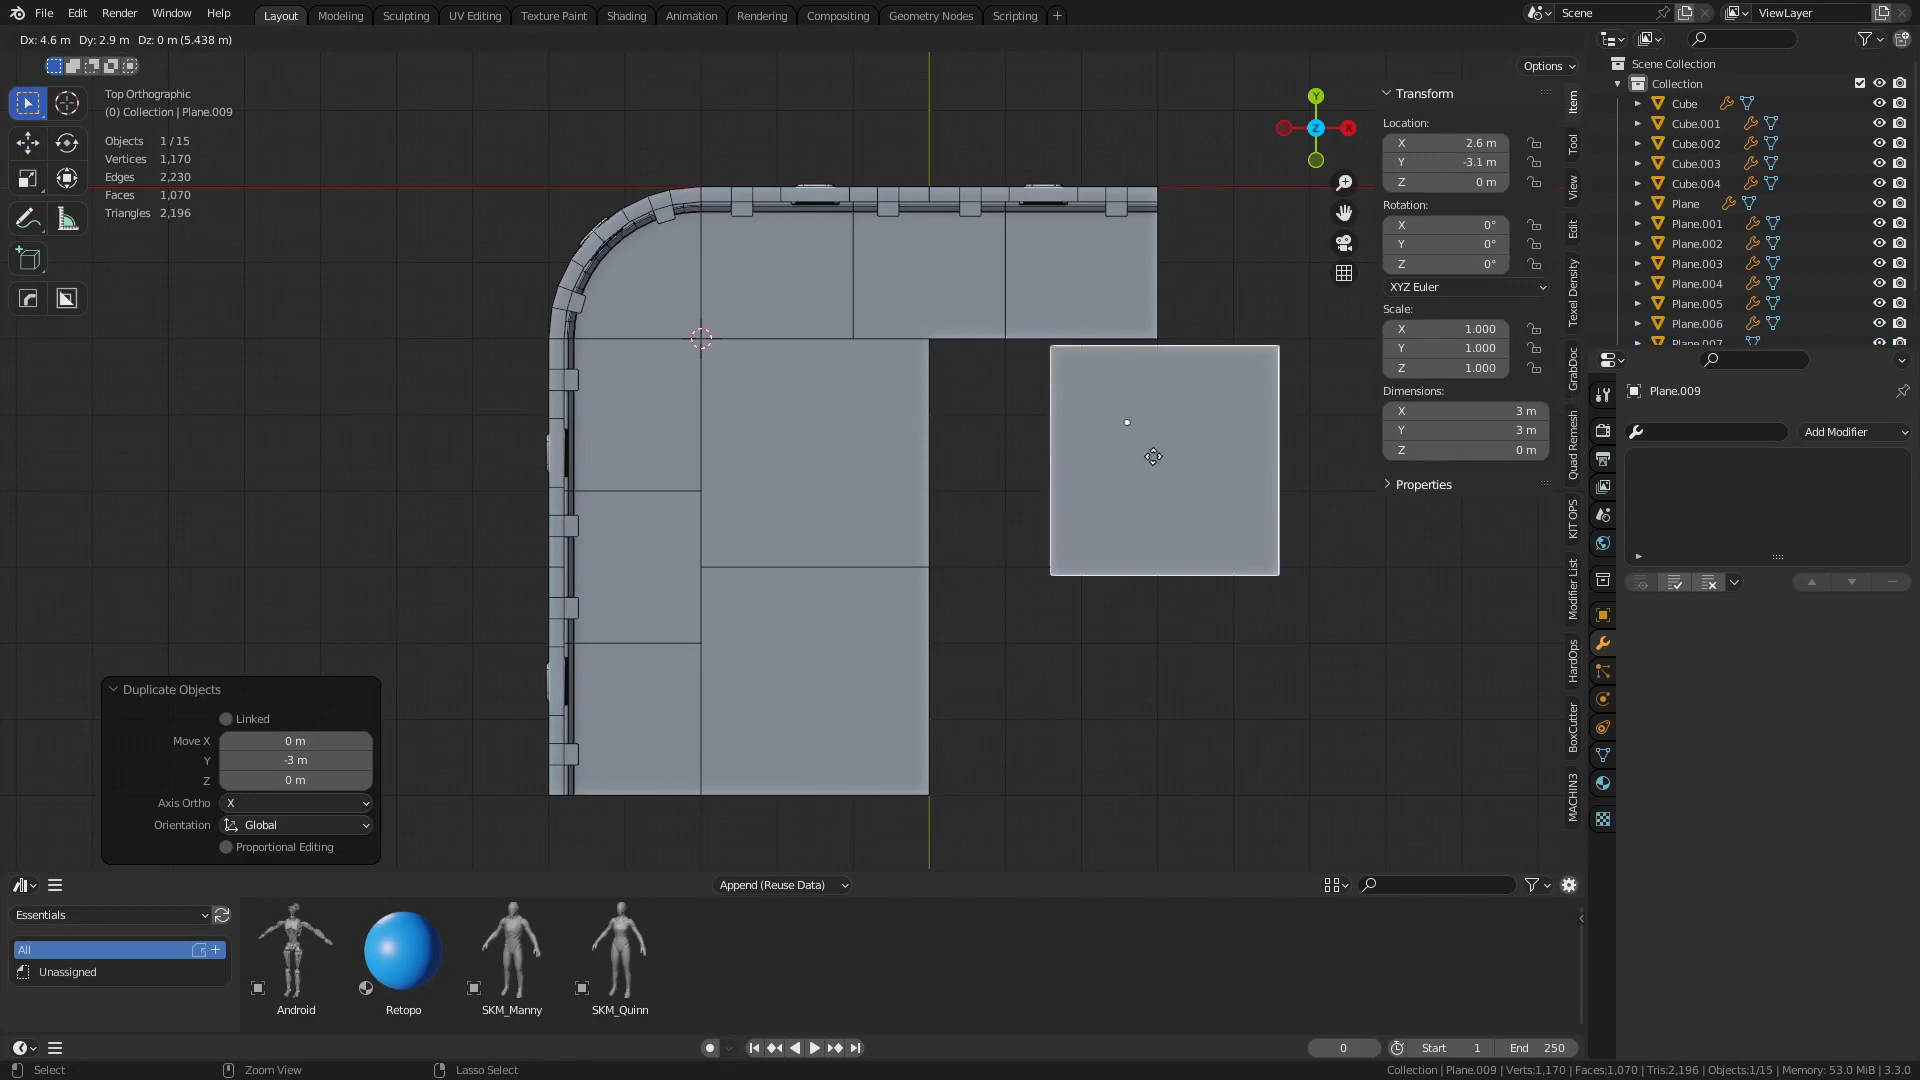 File Edit Render Window Help Layout Modeling Sculpting UV Editing Texture Paint Shading Animation Rendering Compositing Geometry Nodes Scripting + Scene ViewLayer
Dx: 4.6 m Dy: 2.9 m Dz: 0 m (5.438 m)
Options
Top Orthographic
(0) Collection | Plane.009
Objects 1 / 15
Vertices 1,170
Edges 2,230
Faces 1,070
Triangles 2,196
Y
Z
X
Transform
Location:
X 2.6 m
Y -3.1 m
Z 0 m
Rotation:
X 0°
Y 0°
Z 0°
XYZ Euler
Scale:
X 1.000
Y 1.000
Z 1.000
Dimensions:
X 3 m
Y 3 m
Z 0 m
Properties
Item
Tool
View
Edit
Texel Density
GrabDoc
Quad Remesh
KIT OPS
Modifier List
HardOps
BoxCutter
MACHIN3
Scene Collection
Collection
Cube
Cube.001
Cube.002
Cube.003
Cube.004
Plane
Plane.001
Plane.002
Plane.003
Plane.004
Plane.005
Plane.006
Plane.007
Plane.009
Add Modifier
Duplicate Objects
Linked
Move X 0 m
Y -3 m
Z 0 m
Axis Ortho X
Orientation Global
Proportional Editing
Append (Reuse Data)
Essentials
All
Unassigned
Android Retopo SKM_Manny SKM_Quinn
0 Start 1 End 250
Select Zoom View Lasso Select Collection | Plane.009 | Verts:1,170 | Faces:1,070 | Tris:2,196 | Objects:1/15 | Memory: 53.0 MiB | 3.3.0